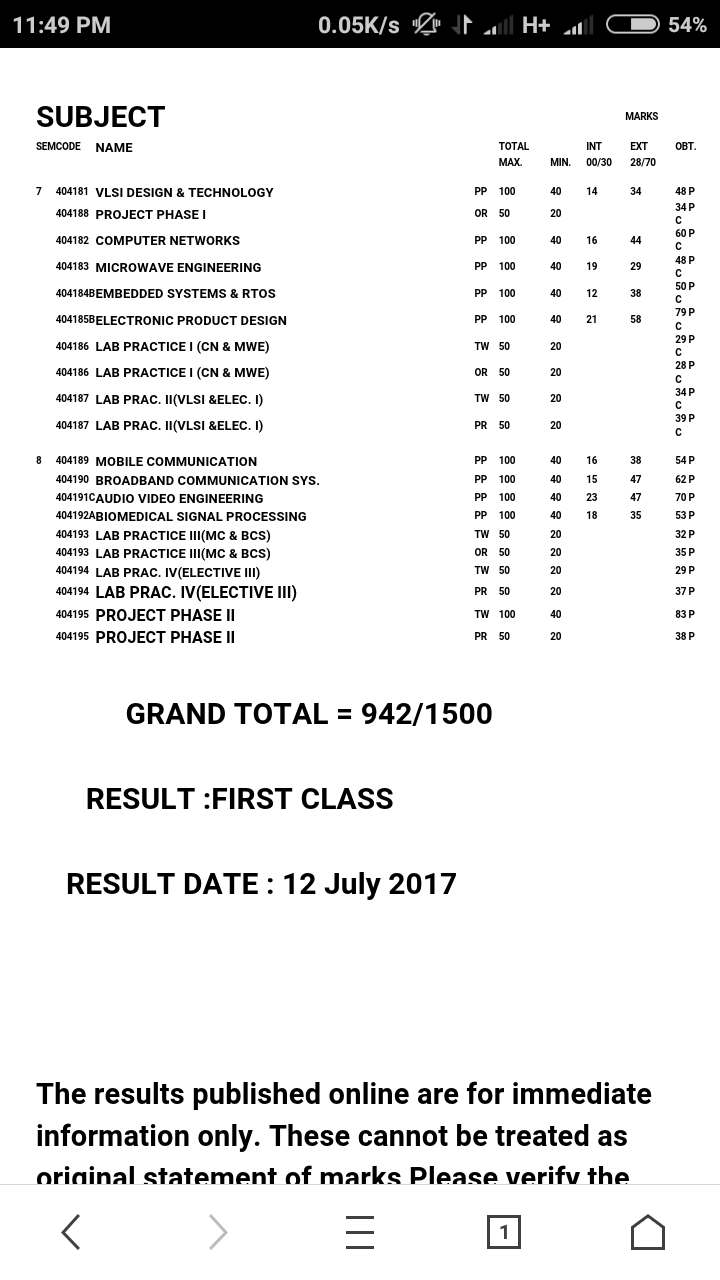 11:49 PM 0.05K/s H+ 54%
SUBJECT MARKS
SEMCODE NAME TOTAL INT EXT OBT.
MAX. MIN. 00/30 28/70
7 404181 VLSI DESIGN & TECHNOLOGY PP 100 40 14 34 48 P
404188 PROJECT PHASE I OR 50 20 34 P
C
404182 COMPUTER NETWORKS PP 100 40 16 44 60 P
C
404183 MICROWAVE ENGINEERING PP 100 40 19 29 48 P
C
404184BEMBEDDED SYSTEMS & RTOS PP 100 40 12 38 50 P
C
404185BELECTRONIC PRODUCT DESIGN PP 100 40 21 58 79 P
C
404186 LAB PRACTICE I (CN & MWE) TW 50 20 29 P
C
404186 LAB PRACTICE I (CN & MWE) OR 50 20 28 P
C
404187 LAB PRAC. II(VLSI &ELEC. I) TW 50 20 34 P
C
404187 LAB PRAC. II(VLSI &ELEC. I) PR 50 20 39 P
C
8 404189 MOBILE COMMUNICATION PP 100 40 16 38 54 P
404190 BROADBAND COMMUNICATION SYS. PP 100 40 15 47 62 P
404191CAUDIO VIDEO ENGINEERING PP 100 40 23 47 70 P
404192ABIOMEDICAL SIGNAL PROCESSING PP 100 40 18 35 53 P
404193 LAB PRACTICE III(MC & BCS) TW 50 20 32 P
404193 LAB PRACTICE III(MC & BCS) OR 50 20 35 P
404194 LAB PRAC. IV(ELECTIVE III) TW 50 20 29 P
404194 LAB PRAC. IV(ELECTIVE III) PR 50 20 37 P
404195 PROJECT PHASE II TW 100 40 83 P
404195 PROJECT PHASE II PR 50 20 38 P
GRAND TOTAL = 942/1500
RESULT :FIRST CLASS
RESULT DATE : 12 July 2017
The results published online are for immediate
information only. These cannot be treated as
original statement of marks Please verify the
1